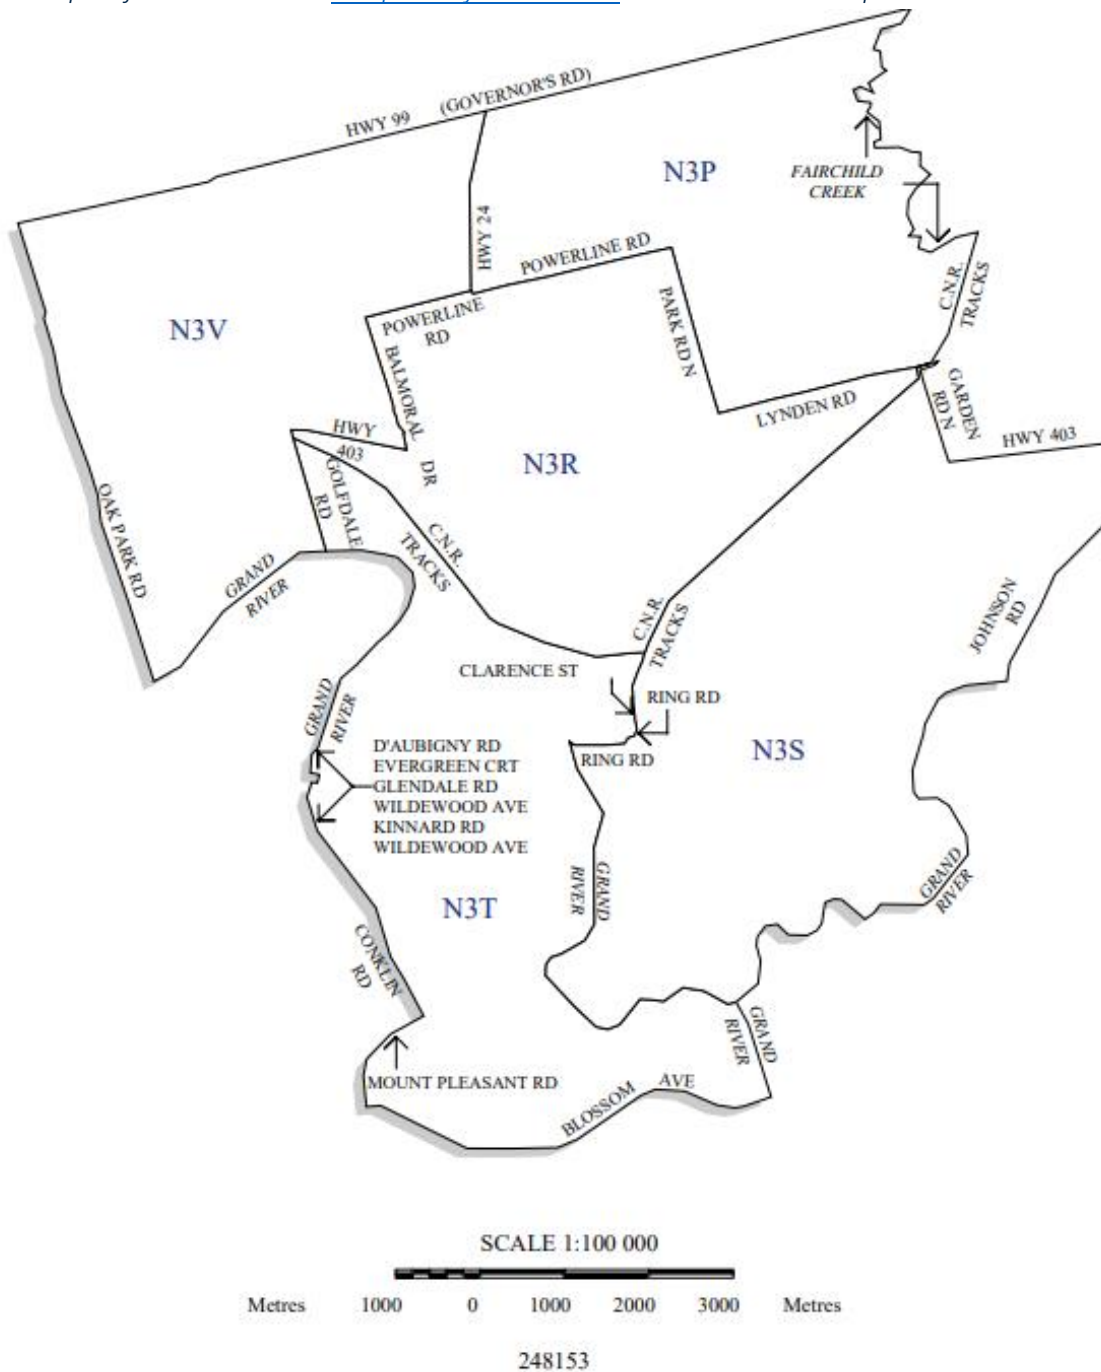 HWY 99
(GOVERNOR'S RD)
N3P
FAIRCHILD
CREEK
HWY 24
POWERLINE RD
C.N.R.
TRACKS
POWERLINE
RD
N3V
PARK RD N
BALMORAL
DR
LYNDEN RD
GARDEN
RD N
HWY
403
HWY 403
N3R
GOLFDALE
RD
OAK PARK RD
C.N.R.
TRACKS
GRAND
RIVER
JOHNSON
RD
C.N.R.
TRACKS
CLARENCE ST
RING RD
GRAND
RIVER
RING RD
N3S
D'AUBIGNY RD
EVERGREEN CRT
GLENDALE RD
WILDEWOOD AVE
KINNARD RD
WILDEWOOD AVE
GRAND
RIVER
GRAND
RIVER
N3T
CONKLIN
RD
GRAND
RIVER
MOUNT PLEASANT RD
BLOSSOM AVE
SCALE 1:100 000
Metres 1000 0 1000 2000 3000 Metres
248153